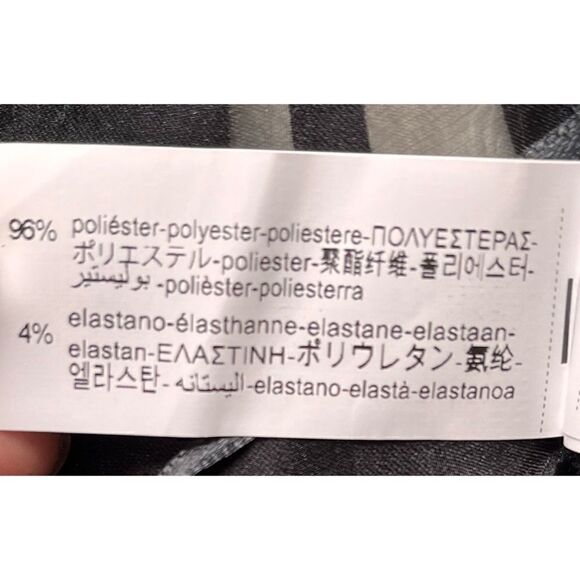 96% poliéster-polyester-poliestere-ΠΟΛΥΕΣΤΕΡΑΣ-
ポリエステル-poliester-聚酯纤维-폴리에스터-
بوليستير-polièster-poliesterra
4% elastano-élasthanne-elastane-elastaan-
elastan-ΕΛΑΣΤΙΝΗ-ポリウレタン-氨纶-
엘라스탄-اليستانه-elastano-elastà-elastanoa